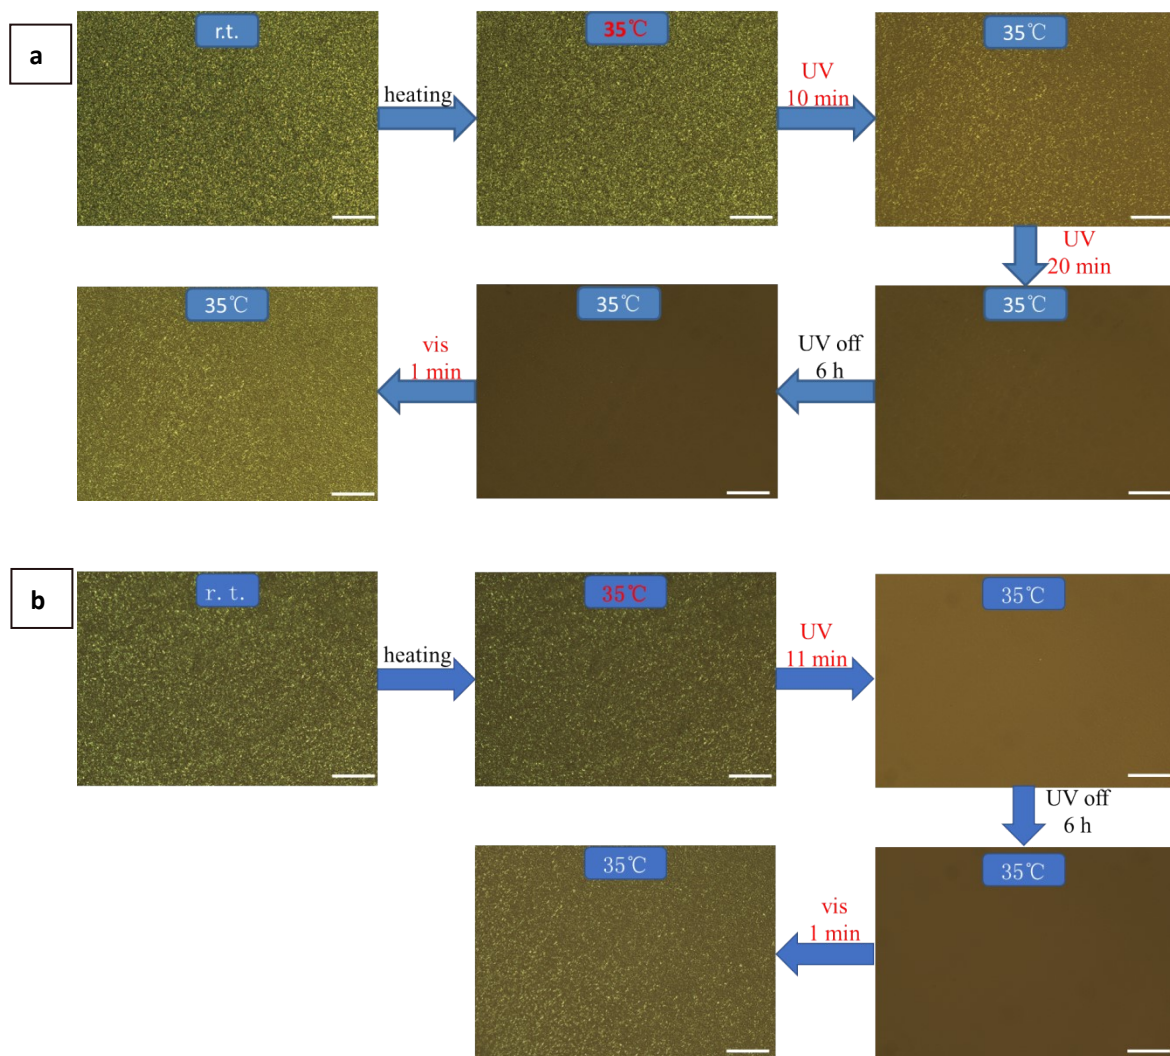 a
r.t.
heating
35℃
UV
10 min
35℃
UV
20 min
35℃
UV off
6 h
35℃
vis
1 min
35℃
b
r. t.
heating
35℃
UV
11 min
35℃
UV off
6 h
35℃
vis
1 min
35℃